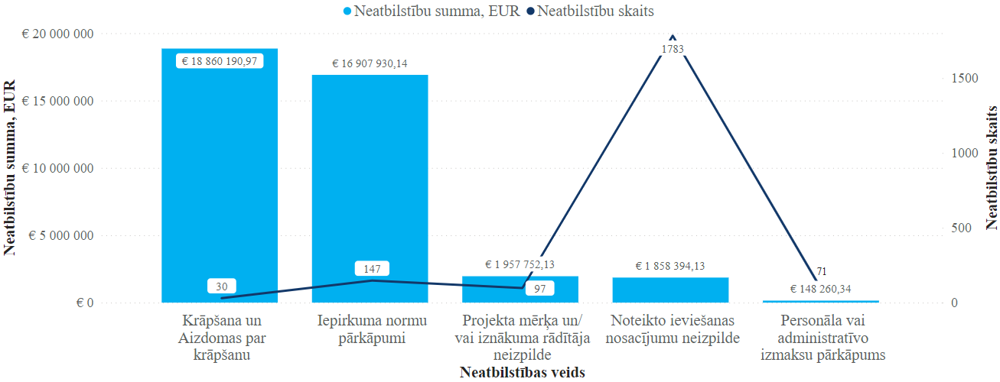 Neatbilstību summa, EUR Neatbilstību skaits
Neatbilstību summa, EUR
€ 20 000 000
€ 15 000 000
€ 10 000 000
€ 5 000 000
€ 0
€ 18 860 190,97
€ 16 907 930,14
€ 1 957 752,13
€ 1 858 394,13
€ 148 260,34
30
147
97
1783
71
1500
1000
500
0
Neatbilstību skaits
Krāpšana un
Aizdomas par
krāpšanu
Iepirkuma normu
pārkāpumi
Projekta mērķa un/
vai iznākuma rādītāja
neizpilde
Noteikto ieviešanas
nosacījumu neizpilde
Personāla vai
administratīvo
izmaksu pārkāpums
Neatbilstības veids